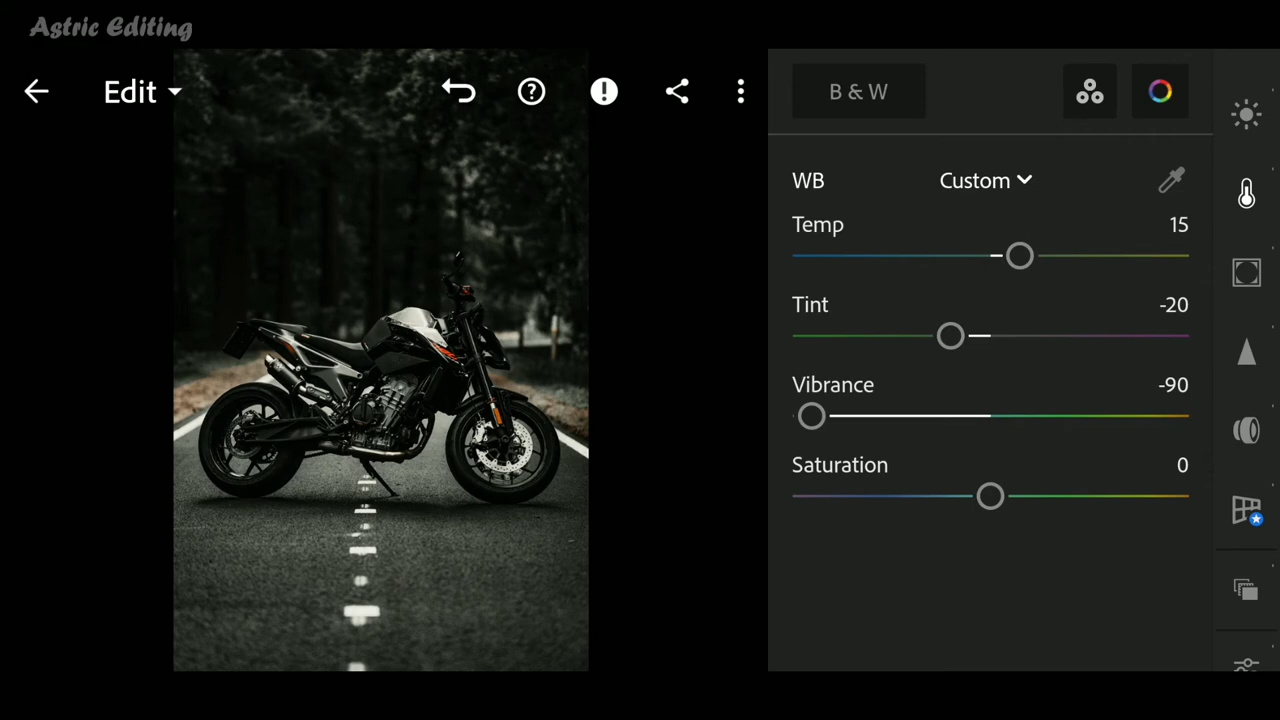 Astric Editing
Edit
B & W
WB
Custom
Temp
15
Tint
-20
Vibrance
-90
Saturation
0